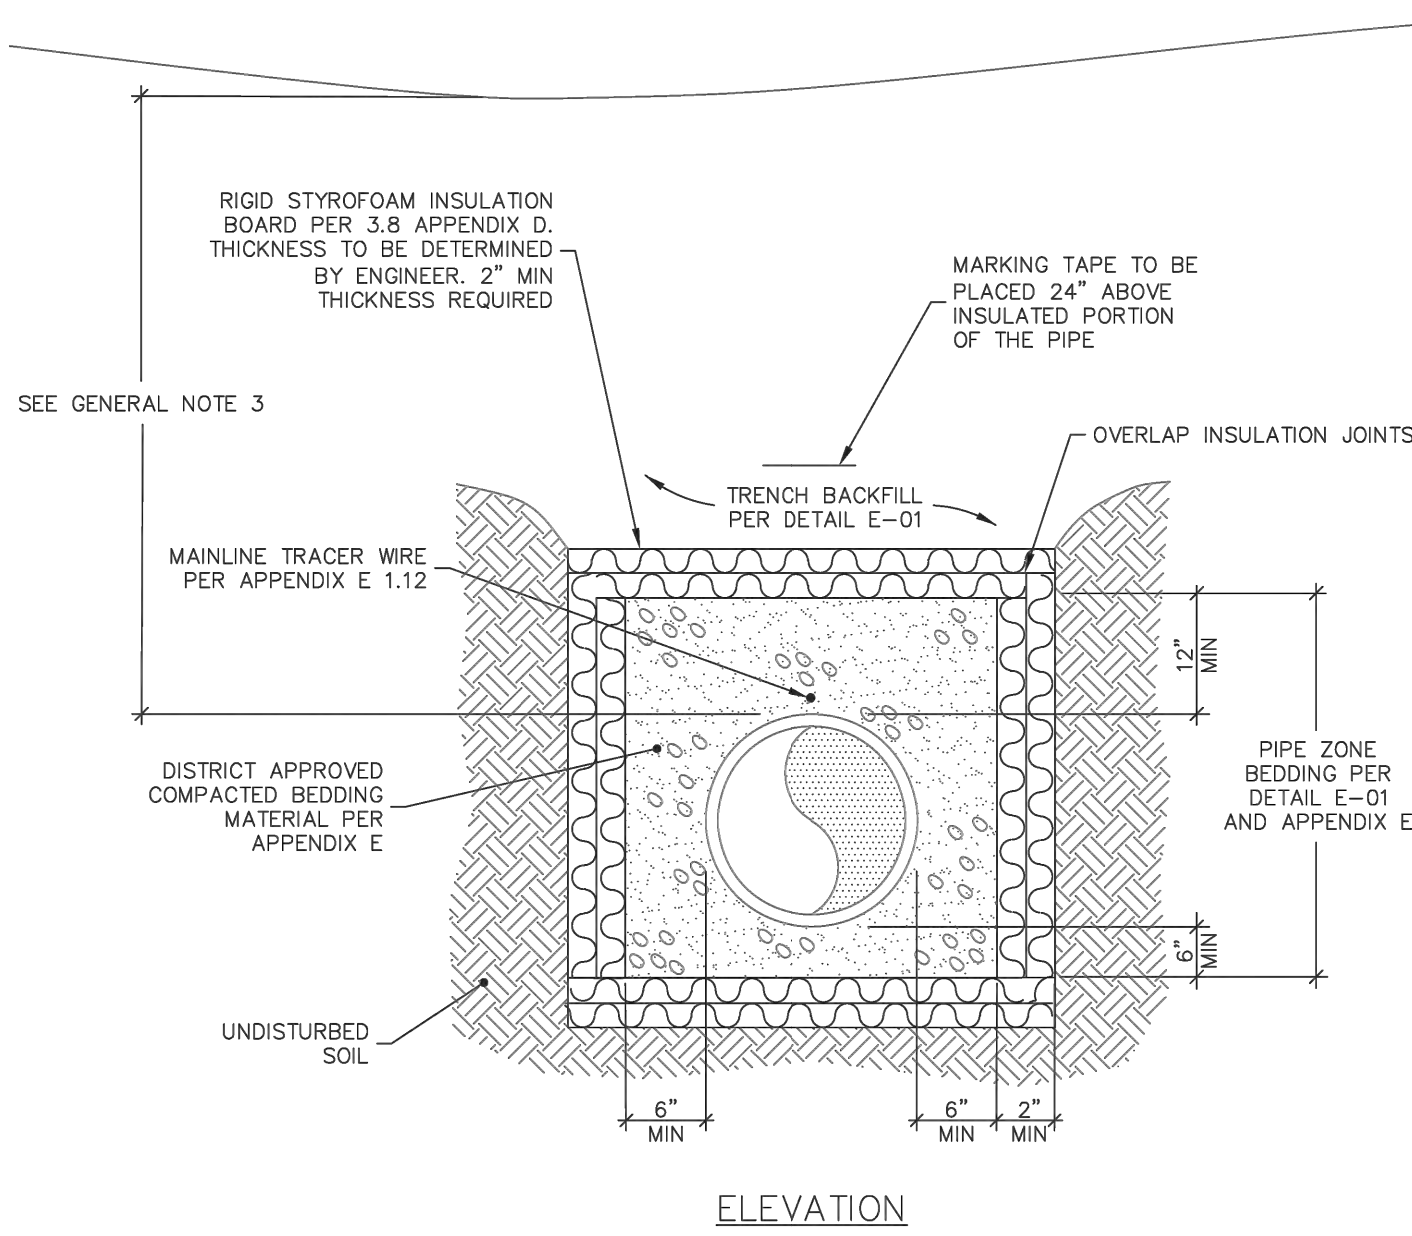 RIGID STYROFOAM INSULATION
BOARD PER 3.8 APPENDIX D.
THICKNESS TO BE DETERMINED
BY ENGINEER. 2” MIN
THICKNESS REQUIRED
MARKING TAPE TO BE
PLACED 24” ABOVE
INSULATED PORTION
OF THE PIPE
SEE GENERAL NOTE 3
OVERLAP INSULATION JOINTS
TRENCH BACKFILL
PER DETAIL E-01
MAINLINE TRACER WIRE
PER APPENDIX E 1.12
12”
MIN
DISTRICT APPROVED
COMPACTED BEDDING
MATERIAL PER
APPENDIX E
PIPE ZONE
BEDDING PER
DETAIL E-01
AND APPENDIX E
6”
MIN
UNDISTURBED
SOIL
6”
MIN
6”
MIN
2”
MIN
ELEVATION